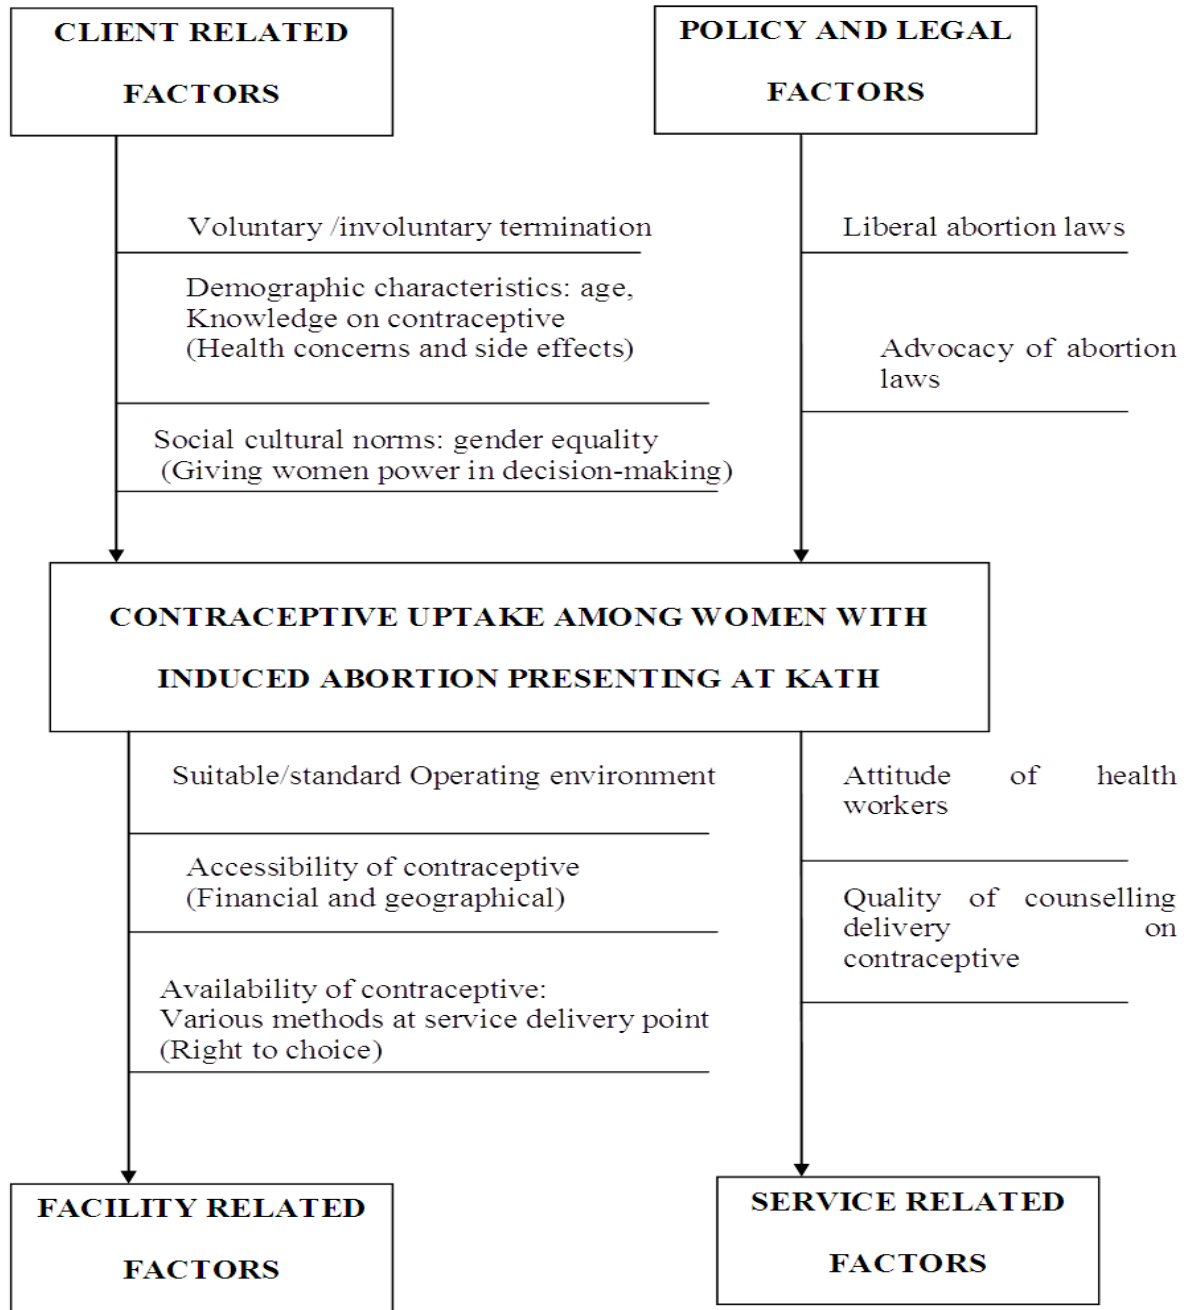 CLIENT RELATED
FACTORS
POLICY AND LEGAL
FACTORS
Voluntary /involuntary termination
Demographic characteristics: age,
Knowledge on contraceptive
(Health concerns and side effects)
Social cultural norms: gender equality
(Giving women power in decision-making)
Liberal abortion laws
Advocacy of abortion
laws
CONTRACEPTIVE UPTAKE AMONG WOMEN WITH
INDUCED ABORTION PRESENTING AT KATH
Suitable/standard Operating environment
Accessibility of contraceptive
(Financial and geographical)
Availability of contraceptive:
Various methods at service delivery point
(Right to choice)
Attitude of health
workers
Quality of counselling
delivery on
contraceptive
FACILITY RELATED
FACTORS
SERVICE RELATED
FACTORS